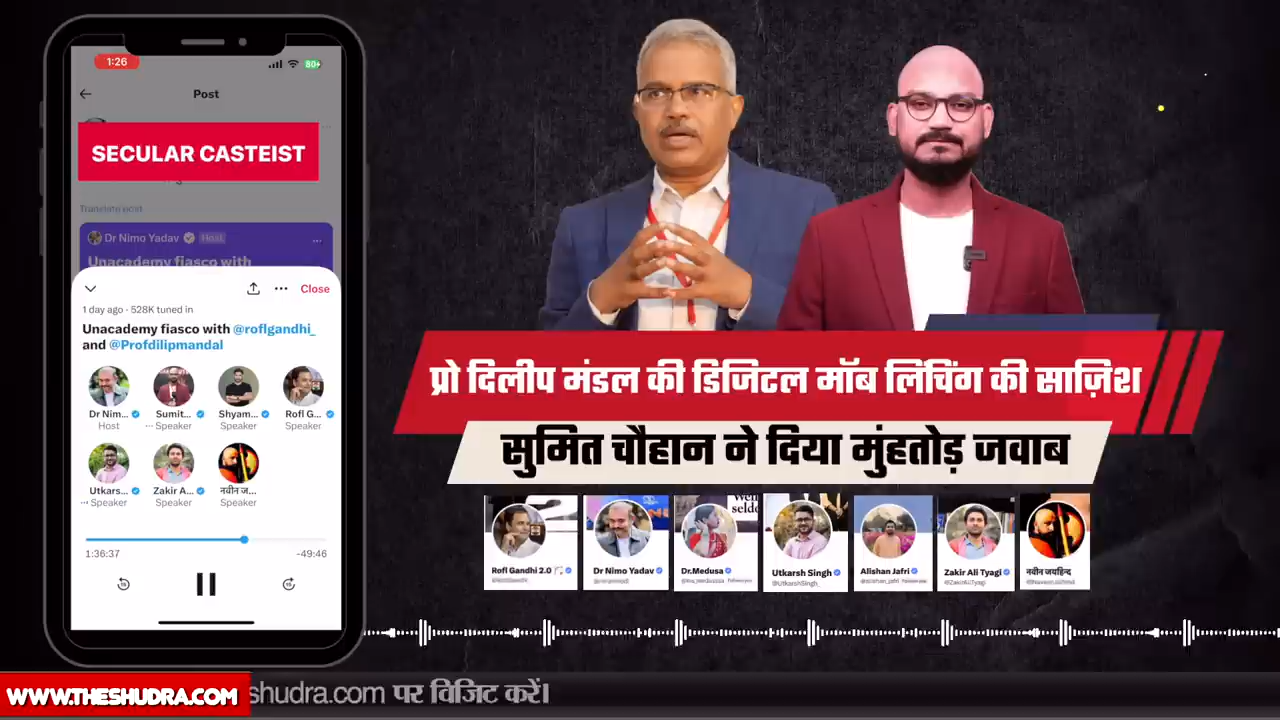 1:26
80+
Post
SECULAR CASTEIST
Translate post
Dr Nimo Yadav Host
Unacademy fiasco with
Close
1 day ago - 528K tuned in
Unacademy fiasco with @roflgandhi_
and @Profdilipmandal
Dr Nim... Sumit... Shyam... Rofl G...
Host Speaker Speaker Speaker
Utkars... Zakir A... नवीन ज...
Speaker Speaker Speaker
1:36:37 -49:46
प्रो दिलीप मंडल की डिजिटल मॉब लिंचिंग की साज़िश
सुमित चौहान ने दिया मुंहतोड़ जवाब
Rofl Gandhi 2.0 Dr Nimo Yadav Dr.Medusa Utkarsh Singh Alishan Jafri Zakir Ali Tyagi नवीन जयहिन्द
@UtkarshSingh_ @alishan_jafri @ZakirAliTyagi
WWW.THESHUDRA.COM
shudra.com पर विजिट करें।